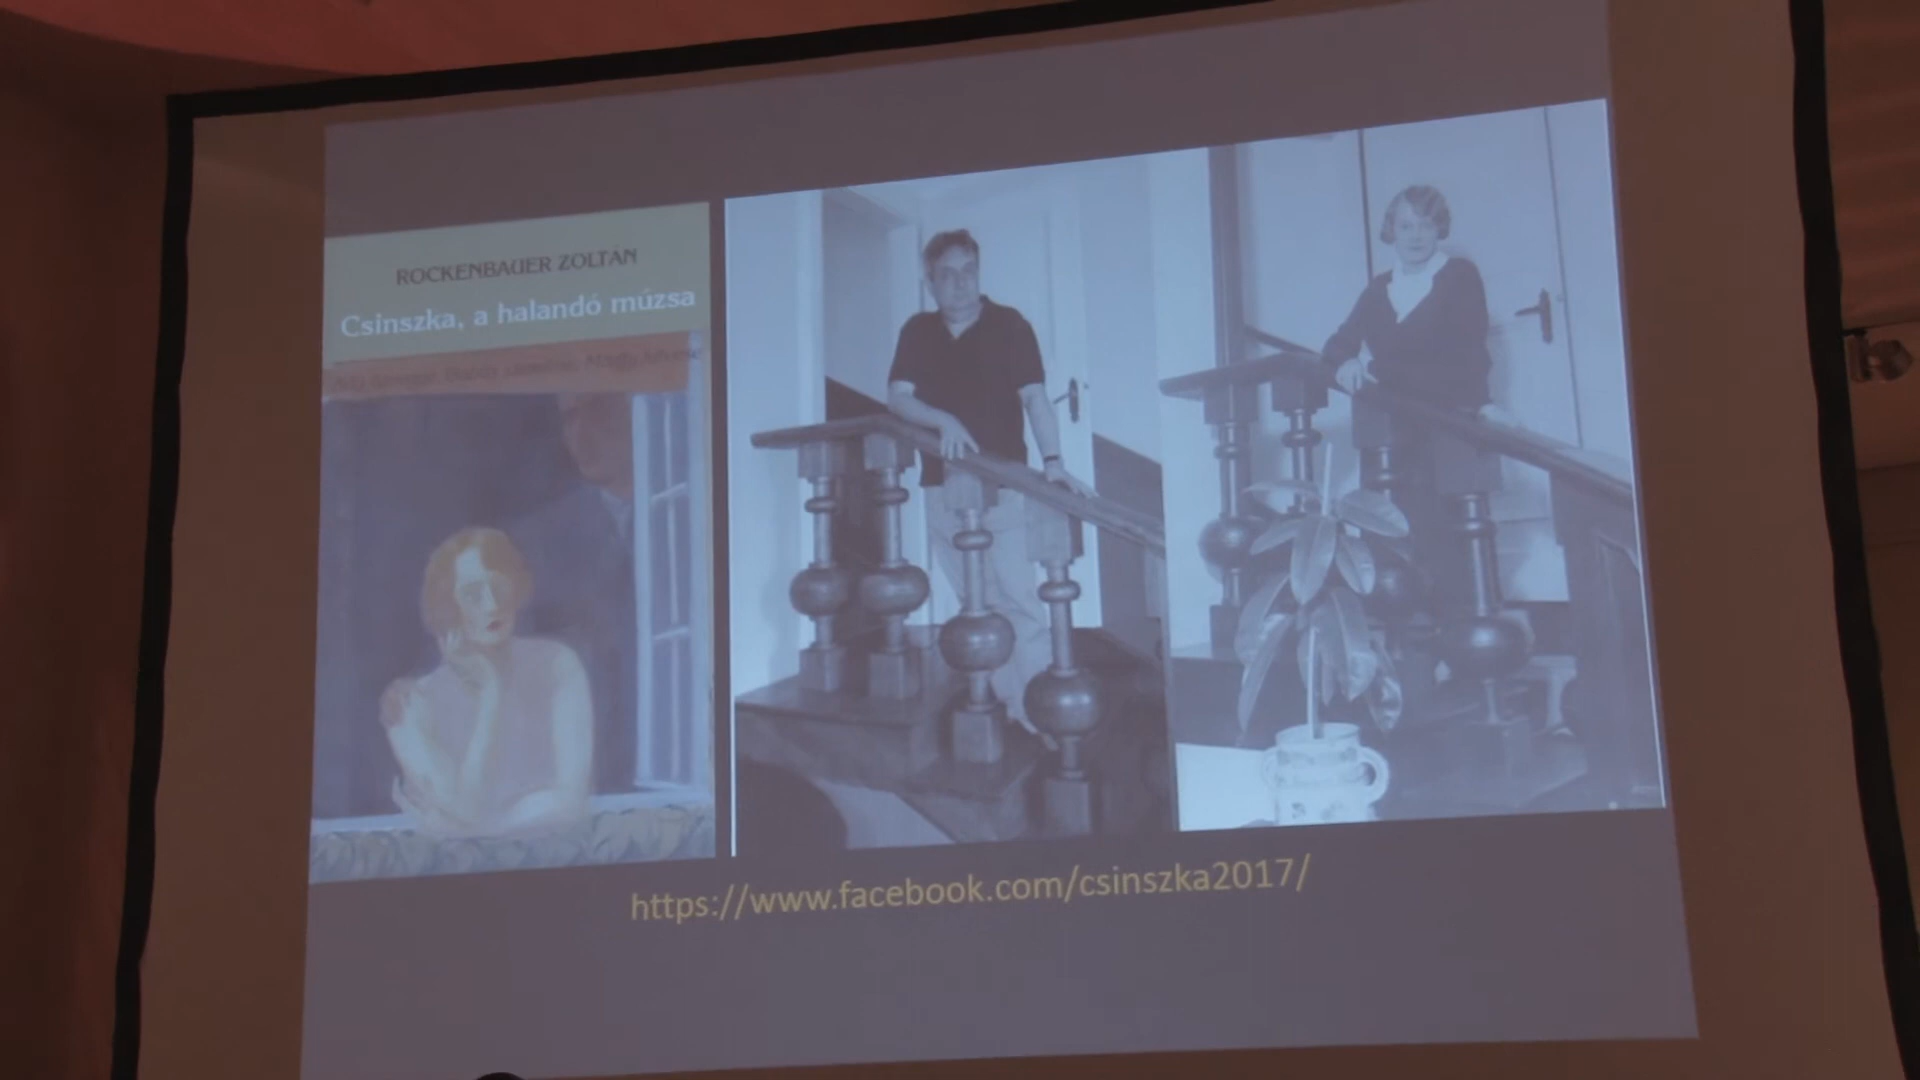 ROCKENBAUER ZOLTÁN
Csinszka, a halandó múzsa
https://www.facebook.com/csinszka2017/